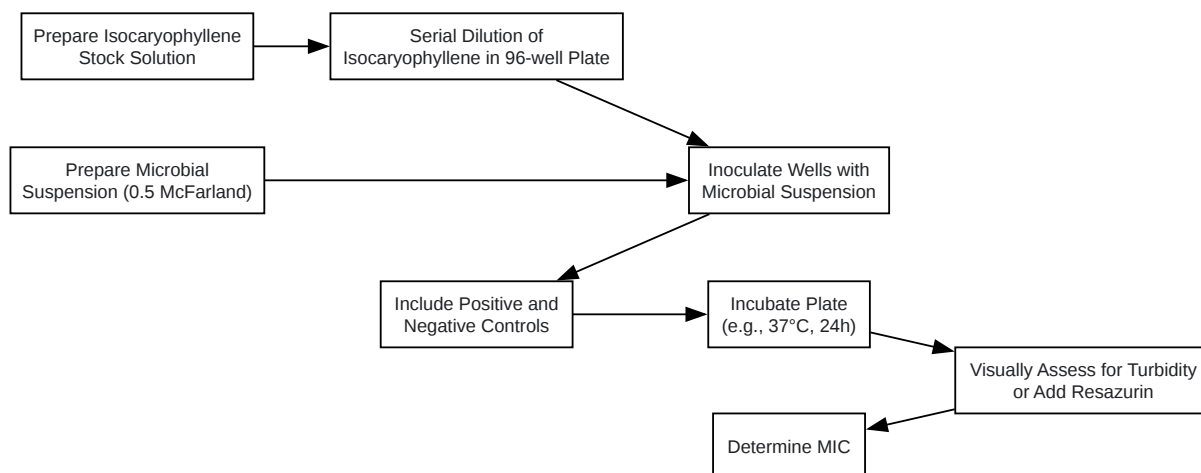 Prepare Isocaryophyllene
Stock Solution
Serial Dilution of
Isocaryophyllene in 96-well Plate
Prepare Microbial
Suspension (0.5 McFarland)
Inoculate Wells with
Microbial Suspension
Include Positive and
Negative Controls
Incubate Plate
(e.g., 37°C, 24h)
Visually Assess for Turbidity
or Add Resazurin
Determine MIC